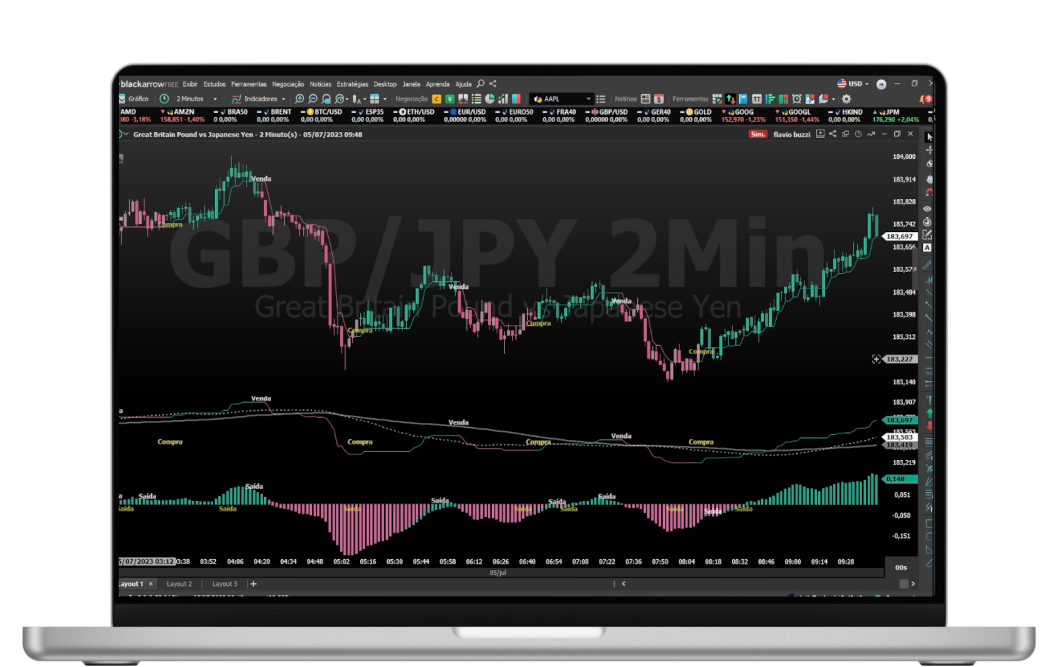 blackarrow FREE Exibir Estudos Ferramentas Negociação Notícias Estratégias Desktop Janela Aprenda Ajuda USD
Gráfico 2 Minutos Indicadores Negociação C V AAPL Notícias Ferramentas
AMD AMZN BRA50 BRENT BTC/USD ESP35 ETH/USD EUR/USD EURO50 FRA40 GBP/USD GER40 GOLD GOOG GOOGL HKIND JPM
-3,18% 158,851 -1,40% 0 0,00% 0,00 0,00% 0,00 0,00% 0,00 0,00% 0,00 0,00% 0,00000 0,00% 0,00 0,00% 0,00 0,00% 0,00000 0,00% 0,00 0,00% 0,00 0,00% 152,970 -1,23% 151,350 -1,44% 0,00 0,00% 176,290 +2,04%
Great Britain Pound vs Japanese Yen - 2 Minuto(s) - 05/07/2023 09:48 Sim. flavio buzzi
184,000
Venda 183,914
183,828
Compra 183,742
GBP/JPY 2Min
183,697
183,656
183,57
Venda 183,484
Venda
Great Britain Pound vs Japanese Yen
183,398
Compra Compra
183,312
Compra
183,227
183,140
Venda 183,907
183,697
Venda
183,563
Venda 183,503
Compra Compra Compra Compra 183,419
183,219
0,148
Saída Saída
Saída Saída Saída 0,051
Saída Saída Saída Saída Saída Saída
Saída
-0,050
-0,151
/07/2023 03:12 03:38 03:52 04:06 04:20 04:34 04:48 05:02 05:16 05:30 05:44 05:58 06:12 06:26 06:40 06:54 07:08 07:22 07:36 07:50 08:04 08:18 08:32 08:46 09:00 09:14 09:28 00s
05/jul
Layout 1 Layout 2 Layout 3